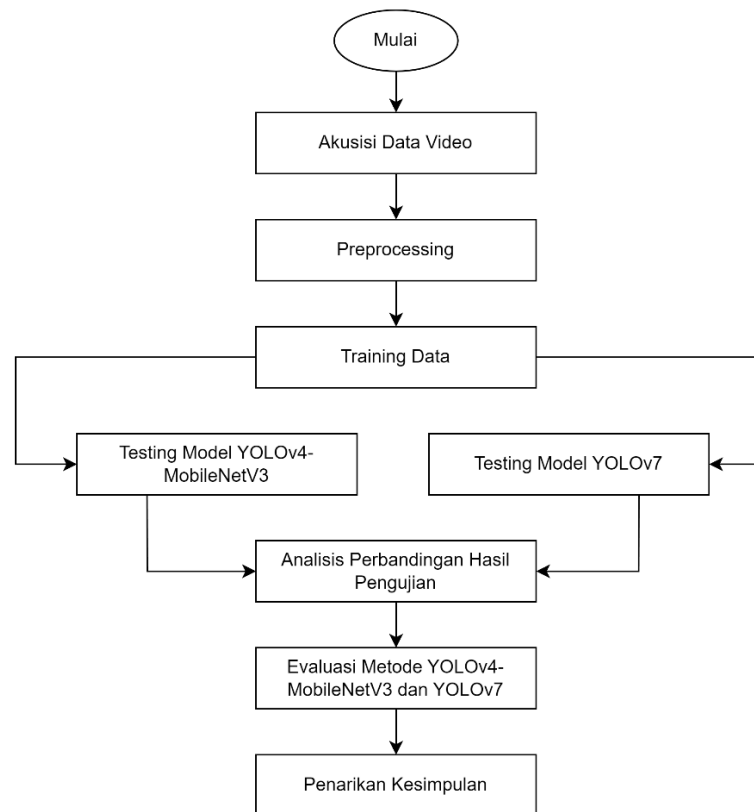 Mulai
Akusisi Data Video
Preprocessing
Training Data
Testing Model YOLOv4-
MobileNetV3
Testing Model YOLOv7
Analisis Perbandingan Hasil
Pengujian
Evaluasi Metode YOLOv4-
MobileNetV3 dan YOLOv7
Penarikan Kesimpulan